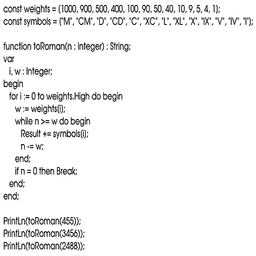 const weights = (1000, 900, 500, 400, 100, 90, 50, 40, 10, 9, 5, 4, 1);
const symbols = ("M", "CM", "D", "CD", "C", "XC", "L", "XL", "X", "IX", "V", "IV", "I");
function toRoman(n : Integer) : String;
var
i, w : Integer;
begin
for i := 0 to weights.High do begin
w := weights(i);
while n >= w do begin
Result += symbols(i);
n -= w;
end;
if n = 0 then Break;
end;
end;
PrintLn(toRoman(455));
PrintLn(toRoman(3456));
PrintLn(toRoman(2488));